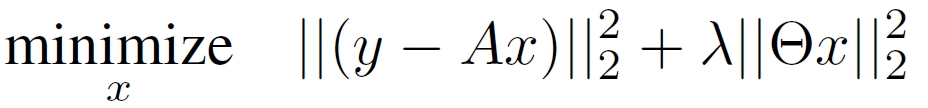 minimize ||(y − Ax)||₂² + λ||Θx||₂²
x